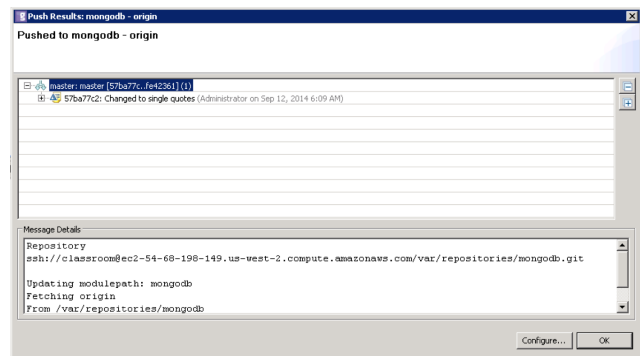 Push Results: mongodb - origin
Pushed to mongodb - origin
master: master [57ba77c..fe42361] (1)
57ba77c2: Changed to single quotes (Administrator on Sep 12, 2014 6:09 AM)
Message Details
Repository
ssh://classroom@ec2-54-68-198-149.us-west-2.compute.amazonaws.com/var/repositories/mongodb.git
Updating modulepath: mongodb
Fetching origin
From /var/repositories/mongodb
Configure...
OK